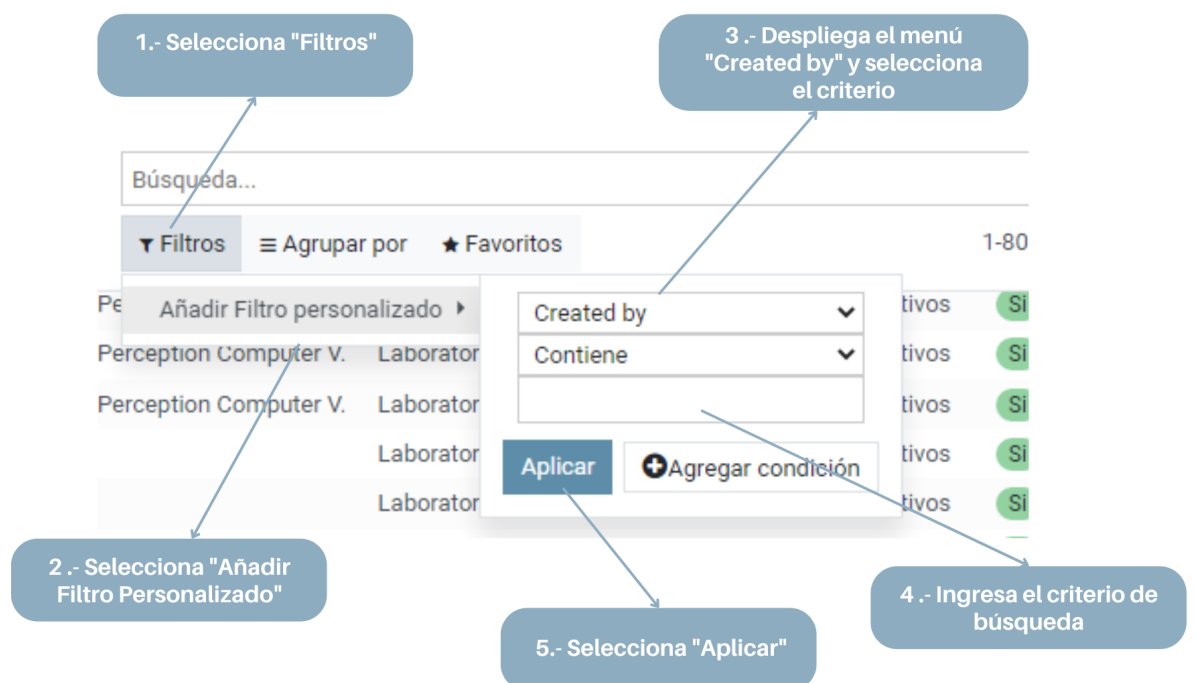 1.- Selecciona "Filtros"
3 .- Despliega el menú
"Created by" y selecciona
el criterio
Búsqueda...
Filtros
Agrupar por
Favoritos
1-80
Añadir Filtro personalizado
Created by
tivos
Si
Perception Computer V.
Laborator
Contiene
tivos
Si
Perception Computer V.
Laborator
tivos
Si
Laborator
Aplicar
Agregar condición
tivos
Si
Laborator
tivos
Si
2 .- Selecciona "Añadir
Filtro Personalizado"
4 .- Ingresa el criterio de
búsqueda
5.- Selecciona "Aplicar"